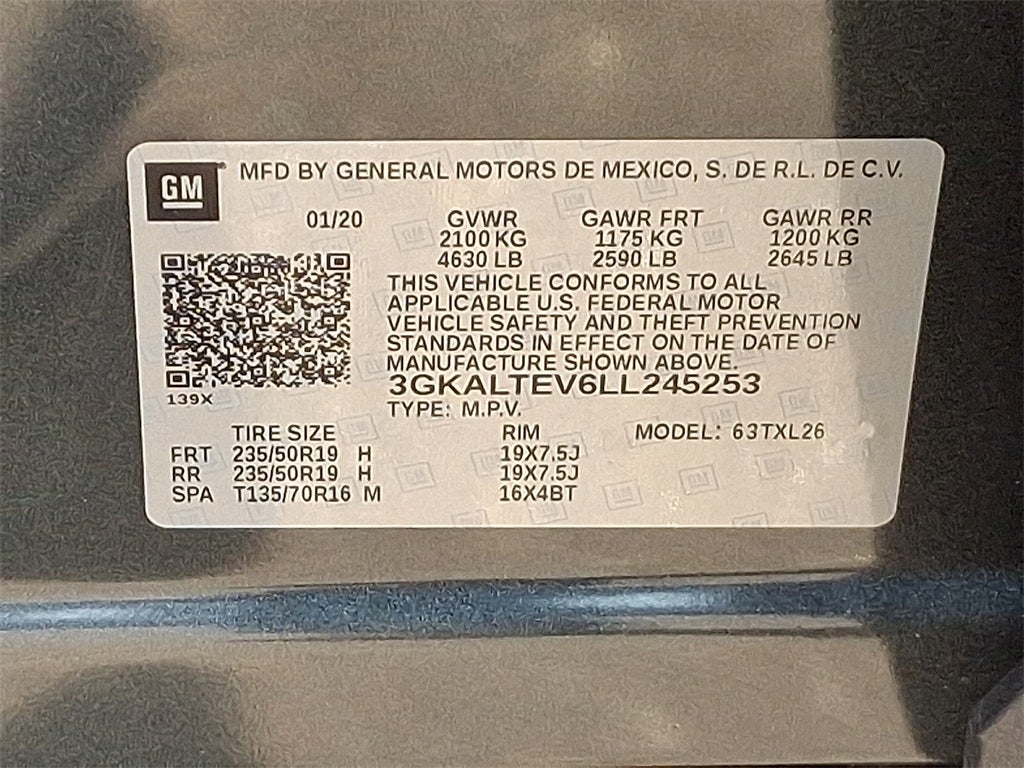 GM MFD BY GENERAL MOTORS DE MEXICO, S. DE R.L. DE C.V.
01/20 GVWR GAWR FRT GAWR RR
2100 KG 1175 KG 1200 KG
4630 LB 2590 LB 2645 LB
THIS VEHICLE CONFORMS TO ALL
APPLICABLE U.S. FEDERAL MOTOR
VEHICLE SAFETY AND THEFT PREVENTION
STANDARDS IN EFFECT ON THE DATE OF
MANUFACTURE SHOWN ABOVE.
3GKALTEV6LL245253
139X
TYPE: M.P.V.
TIRE SIZE RIM MODEL: 63TXL26
FRT 235/50R19 H 19X7.5J
RR 235/50R19 H 19X7.5J
SPA T135/70R16 M 16X4BT